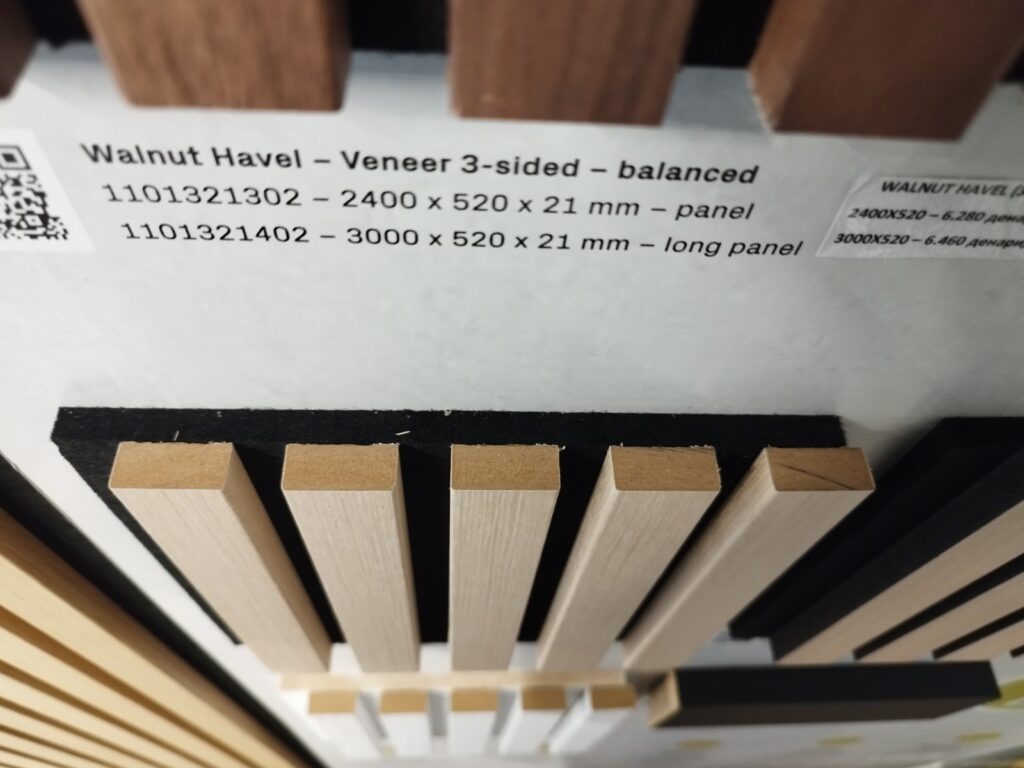 Walnut Havel – Veneer 3-sided – balanced
1101321302 – 2400 x 520 x 21 mm – panel
1101321402 – 3000 x 520 x 21 mm – long panel
WALNUT HAVEL
2400X520 – 6.280
3000X520 – 6.460